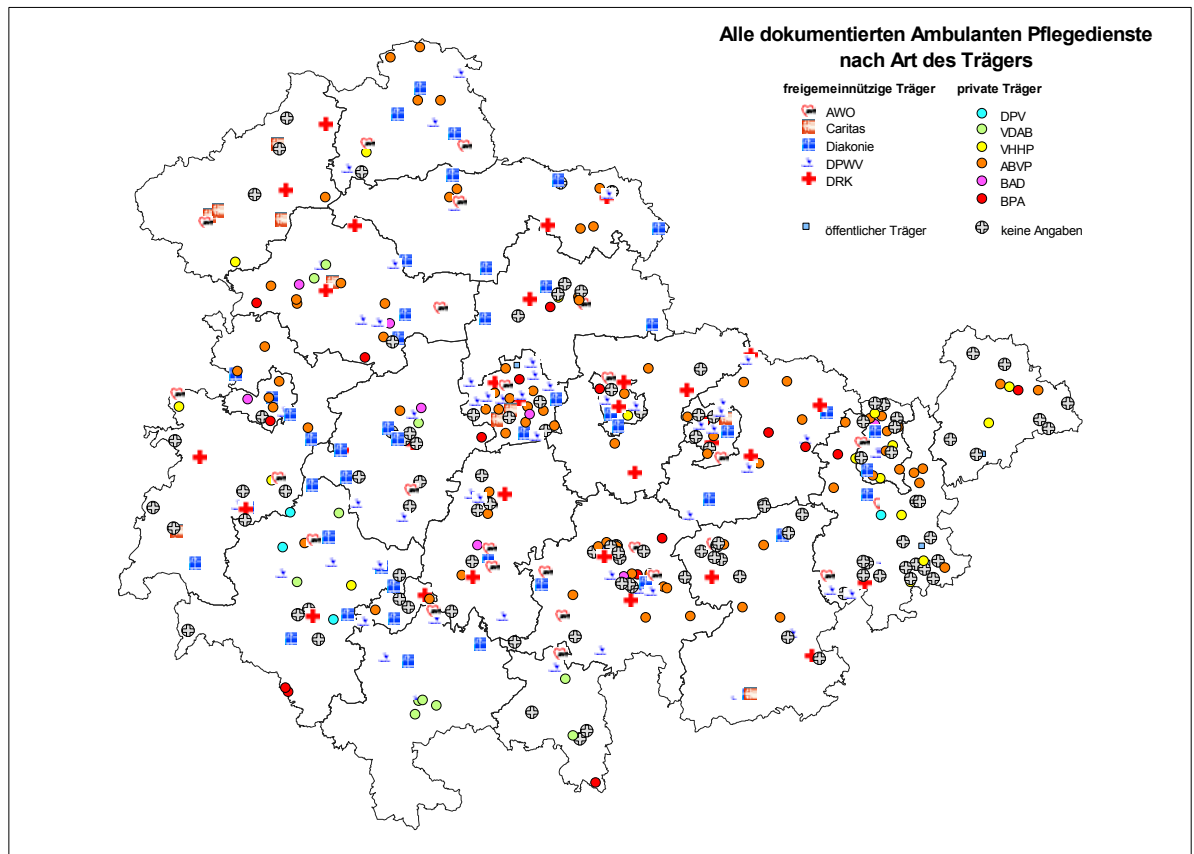 Alle dokumentierten Ambulanten Pflegedienste
nach Art des Trägers
freigemeinnützige Träger
AWO
Caritas
Diakonie
DPWV
DRK
öffentlicher Träger
private Träger
DPV
VDAB
VHHP
ABVP
BAD
BPA
keine Angaben